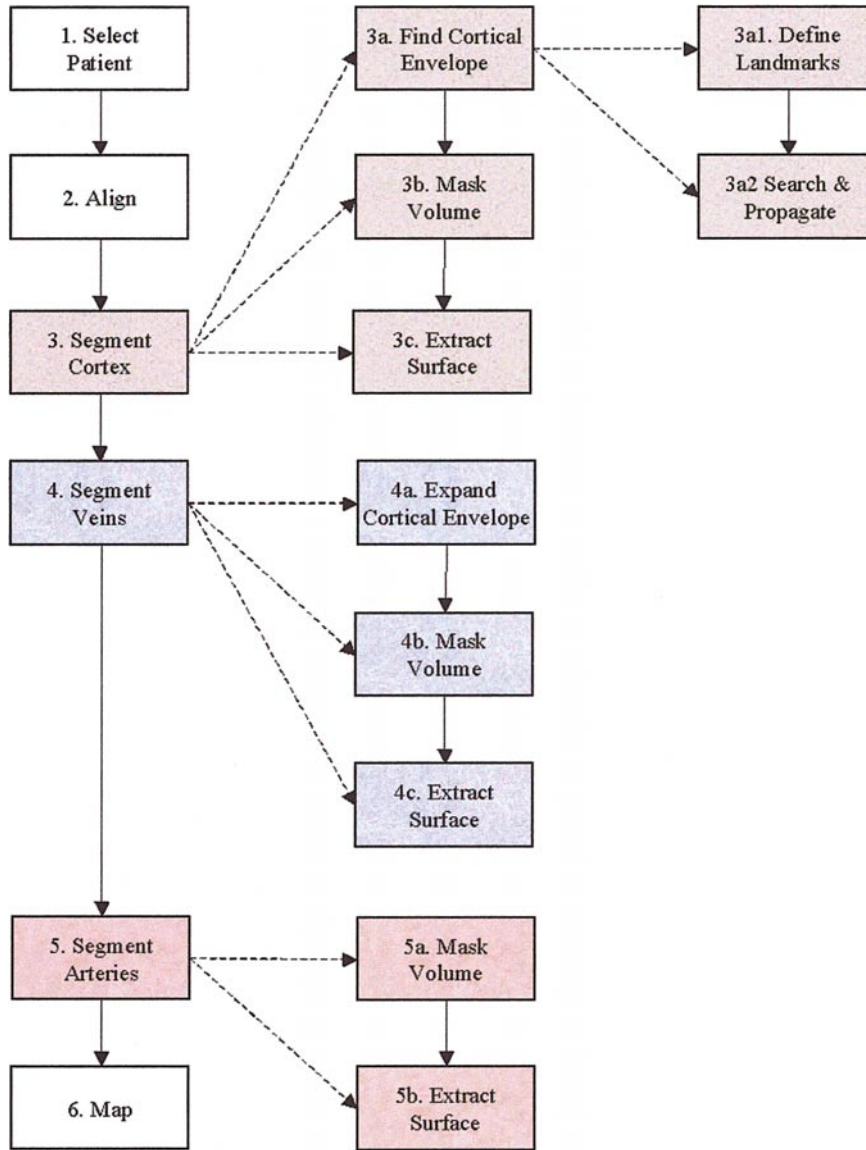 1. Select
Patient
3a. Find Cortical
Envelope
3a1. Define
Landmarks
2. Align
3b. Mask
Volume
3a2 Search &
Propagate
3. Segment
Cortex
3c. Extract
Surface
4. Segment
Veins
4a. Expand
Cortical Envelope
4b. Mask
Volume
4c. Extract
Surface
5. Segment
Arteries
5a. Mask
Volume
6. Map
5b. Extract
Surface